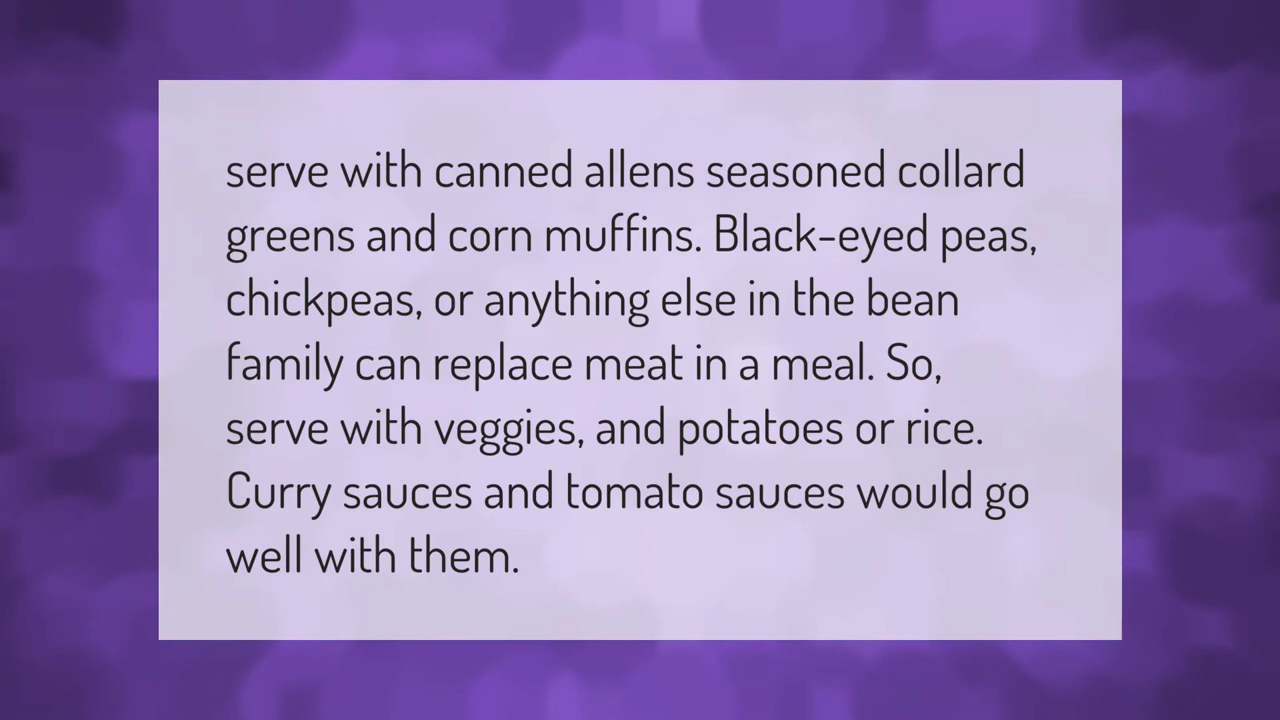 serve with canned allens seasoned collard
greens and corn muffins. Black-eyed peas,
chickpeas, or anything else in the bean
family can replace meat in a meal. So,
serve with veggies, and potatoes or rice.
Curry sauces and tomato sauces would go
well with them.